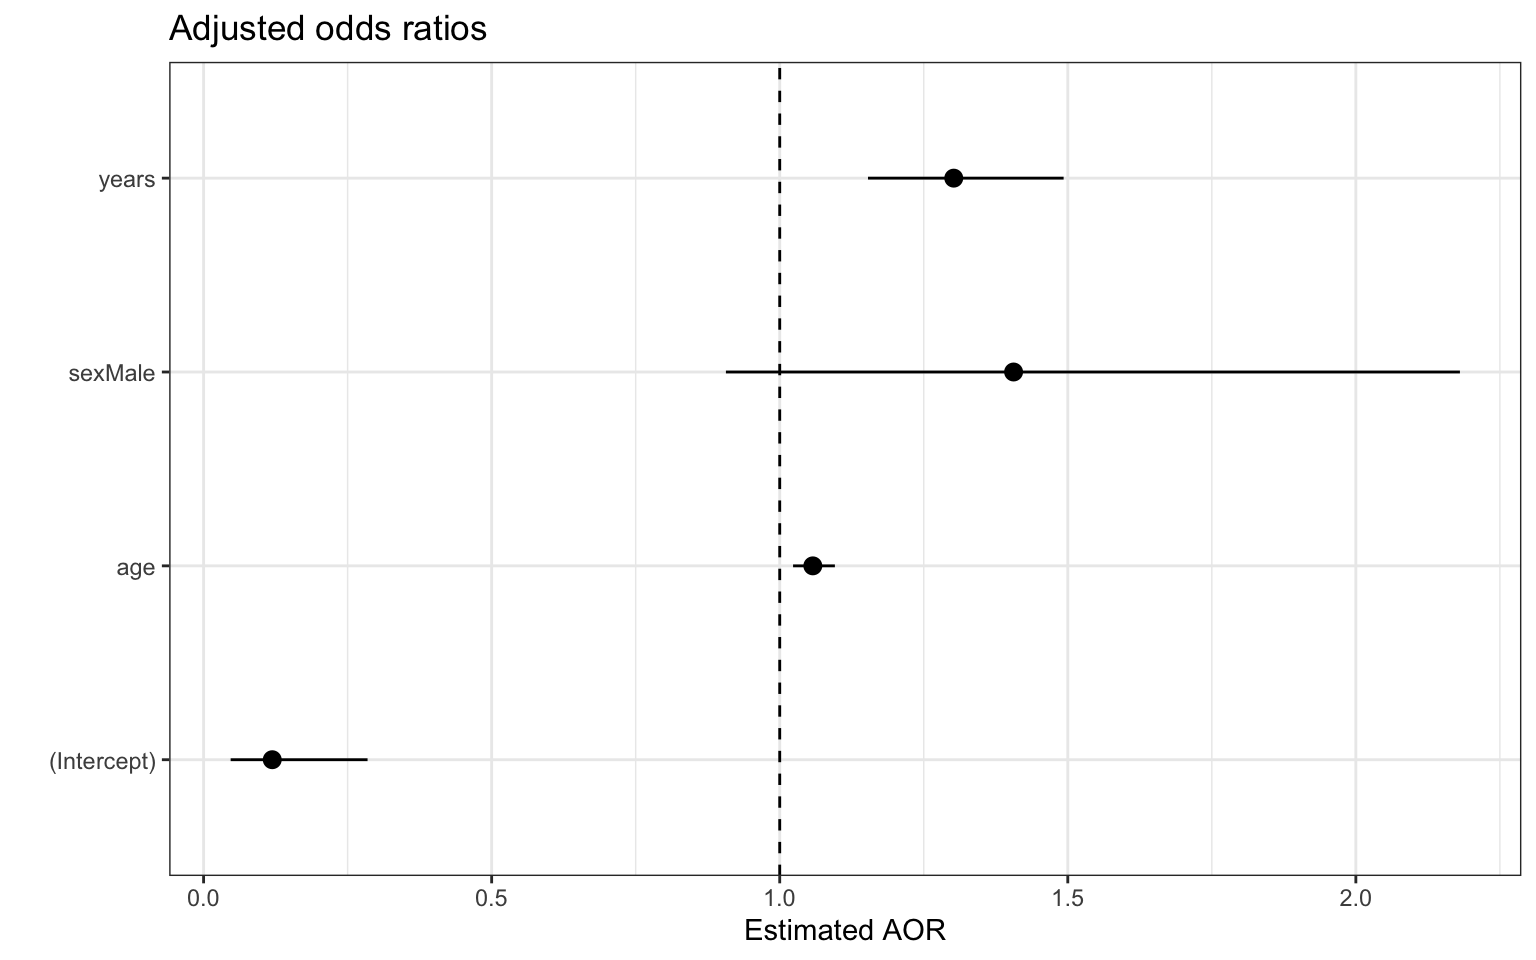 Adjusted odds ratios
years
sexMale
age
(Intercept)
0.0 0.5 1.0 1.5 2.0
Estimated AOR